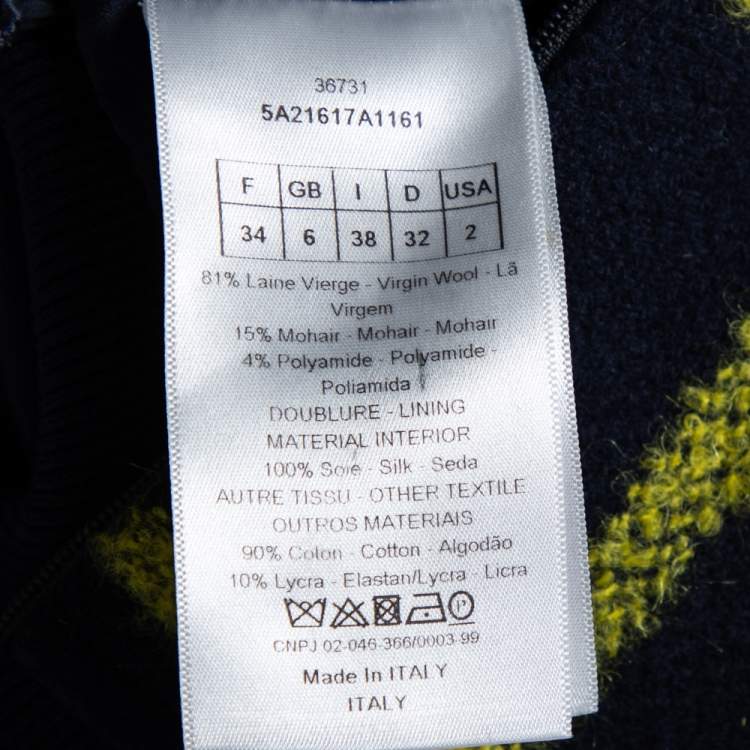 36731
5A21617A1161
F GB I D USA
34 6 38 32 2
81% Laine Vierge - Virgin Wool - Lã
Virgem
15% Mohair - Mohair - Mohair
4% Polyamide - Polyamide -
Poliamida
DOUBLURE - LINING
MATERIAL INTERIOR
100% Soie - Silk - Seda
AUTRE TISSU - OTHER TEXTILE
OUTROS MATERIAIS
90% Coton - Cotton - Algodão
10% Lycra - Elastan/Lycra - Licra
P
CNPJ 02-046-366/0003-99
Made In ITALY
ITALY